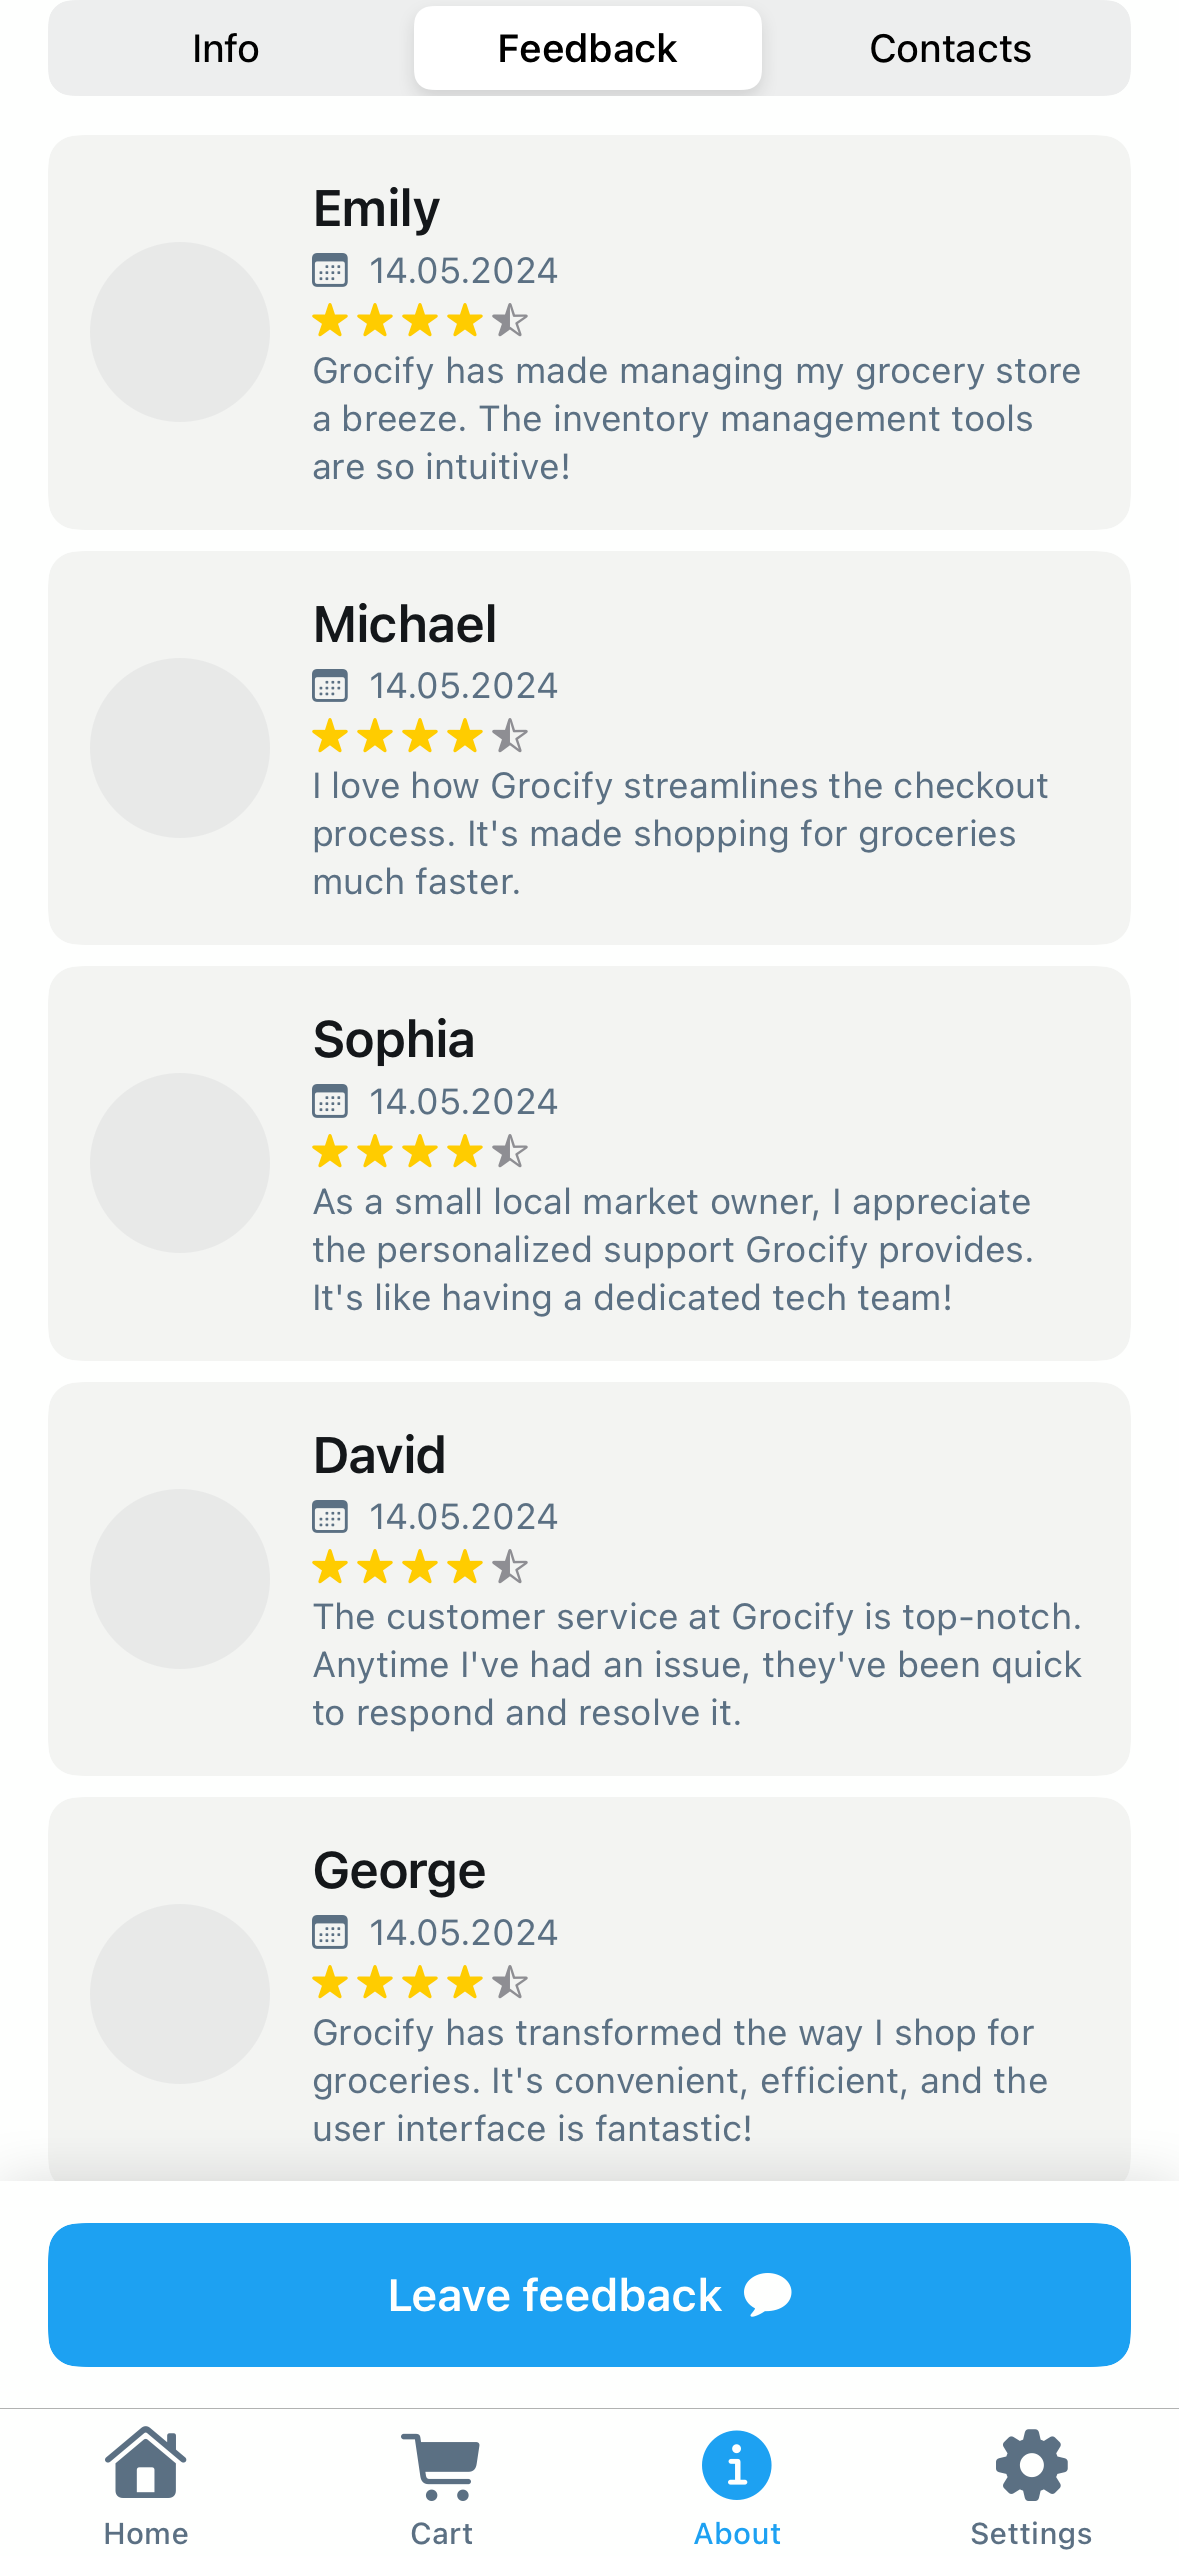 Info
Feedback
Contacts
Emily
14.05.2024
Grocify has made managing my grocery store
a breeze. The inventory management tools
are so intuitive!
Michael
14.05.2024
I love how Grocify streamlines the checkout
process. It's made shopping for groceries
much faster.
Sophia
14.05.2024
As a small local market owner, I appreciate
the personalized support Grocify provides.
It's like having a dedicated tech team!
David
14.05.2024
The customer service at Grocify is top-notch.
Anytime I've had an issue, they've been quick
to respond and resolve it.
George
14.05.2024
Grocify has transformed the way I shop for
groceries. It's convenient, efficient, and the
user interface is fantastic!
Leave feedback
Home
Cart
About
Settings